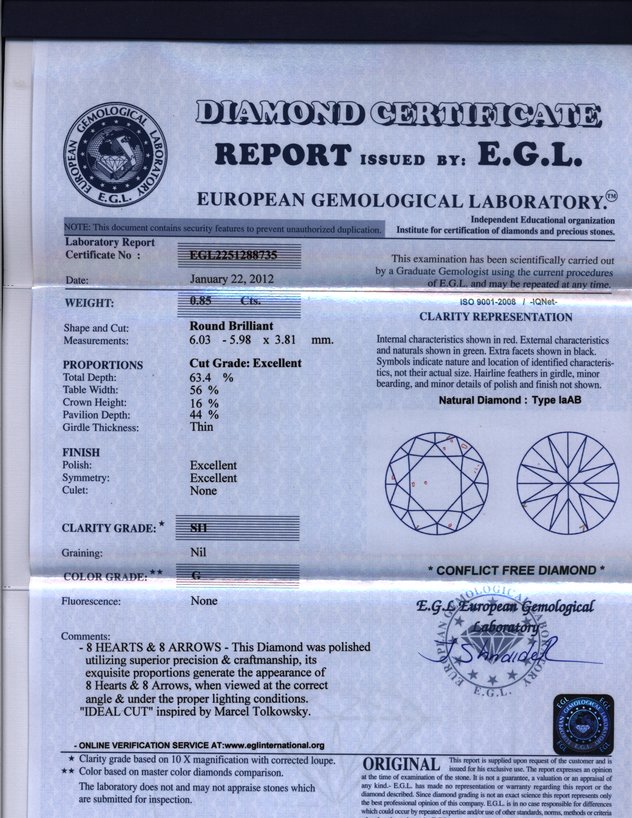 DIAMOND CERTIFICATE
REPORT ISSUED BY: E.G.L.
EUROPEAN GEMOLOGICAL LABORATORY.™
EUROPEAN GEMOLOGICAL LABORATORY
E.G.L.
Independent Educational organization
NOTE: This document contains security features to prevent unauthorized duplication.
Institute for certification of diamonds and precious stones.
Laboratory Report
Certificate No : EGL2251288735
Date: January 22, 2012
WEIGHT: 0.85 Cts.
Shape and Cut: Round Brilliant
Measurements: 6.03 - 5.98 x 3.81 mm.
PROPORTIONS Cut Grade: Excellent
Total Depth: 63.4 %
Table Width: 56 %
Crown Height: 16 %
Pavilion Depth: 44 %
Girdle Thickness: Thin
FINISH
Polish: Excellent
Symmetry: Excellent
Culet: None
CLARITY GRADE: * SI1
Graining: Nil
COLOR GRADE: ** G
Fluorescence: None
Comments:
- 8 HEARTS & 8 ARROWS - This Diamond was polished
utilizing superior precision & craftmanship, its
exquisite proportions generate the appearance of
8 Hearts & 8 Arrows, when viewed at the correct
angle & under the proper lighting conditions.
"IDEAL CUT" inspired by Marcel Tolkowsky.
- ONLINE VERIFICATION SERVICE AT:www.eglinternational.org
* Clarity grade based on 10 X magnification with corrected loupe.
** Color based on master color diamonds comparison.
The laboratory does not and may not appraise stones which
are submitted for inspection.
This examination has been scientifically carried out
by a Graduate Gemologist using the current procedures
of E.G.L. and may be repeated at any time.
ISO 9001-2008 / -IQNet-
CLARITY REPRESENTATION
Internal characteristics shown in red. External characteristics
and naturals shown in green. Extra facets shown in black.
Symbols indicate nature and location of identified characteris-
tics, not their actual size. Hairline feathers in girdle, minor
bearding, and minor details of polish and finish not shown.
Natural Diamond : Type IaAB
* CONFLICT FREE DIAMOND *
E.G.L European Gemological
Laboratory
EUROPEAN GEMOLOGICAL LABORATORY
E.G.L.
EGL EGL
E.G.L.
EGL EGL
ORIGINAL This report is supplied upon request of the customer and is
issued for his exclusive use. The report expresses an opinion
at the time of examination of the stone. It is not a guarantee, a valuation or an appraisal of
any kind.- E.G.L. has made no representation or warranty regarding this report or the
diamond described. Since diamond grading is not an exact science this report represents only
the best professional opinion of this company. E.G.L. is in no case responsible for differences
which could occur by repeated expertise and/or use of other standards, norms, methods or criteria